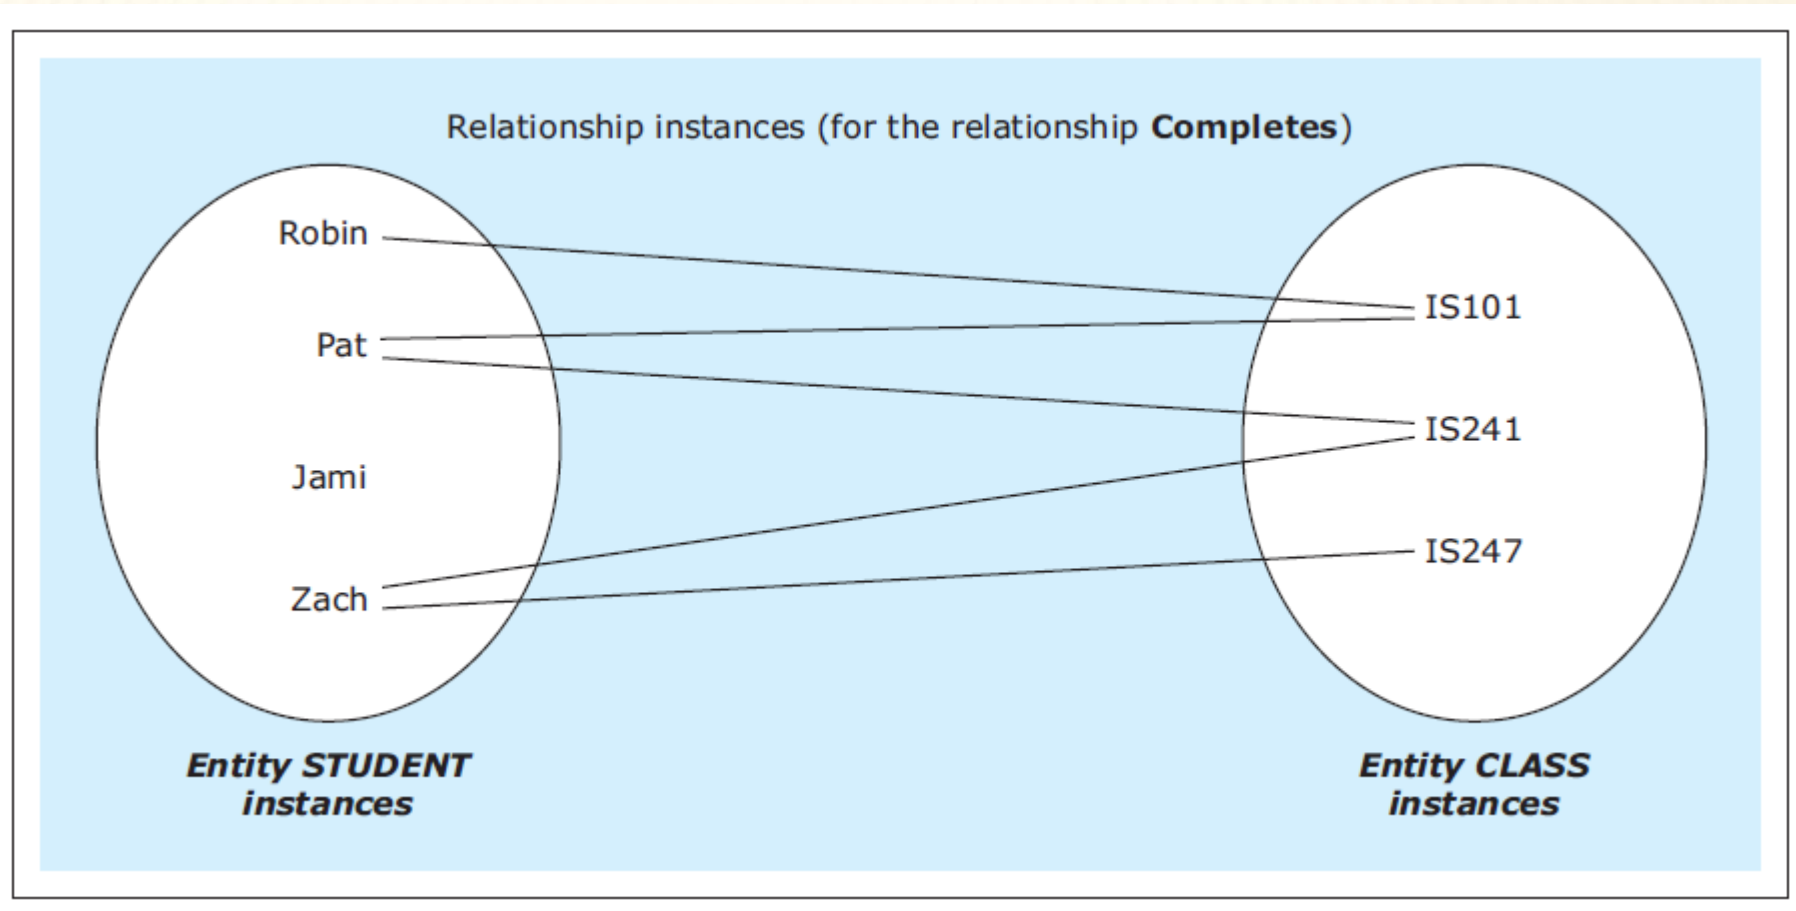 Relationship instances (for the relationship Completes)
Robin
Pat
Jami
Zach
IS101
IS241
IS247
Entity STUDENT
instances
Entity CLASS
instances